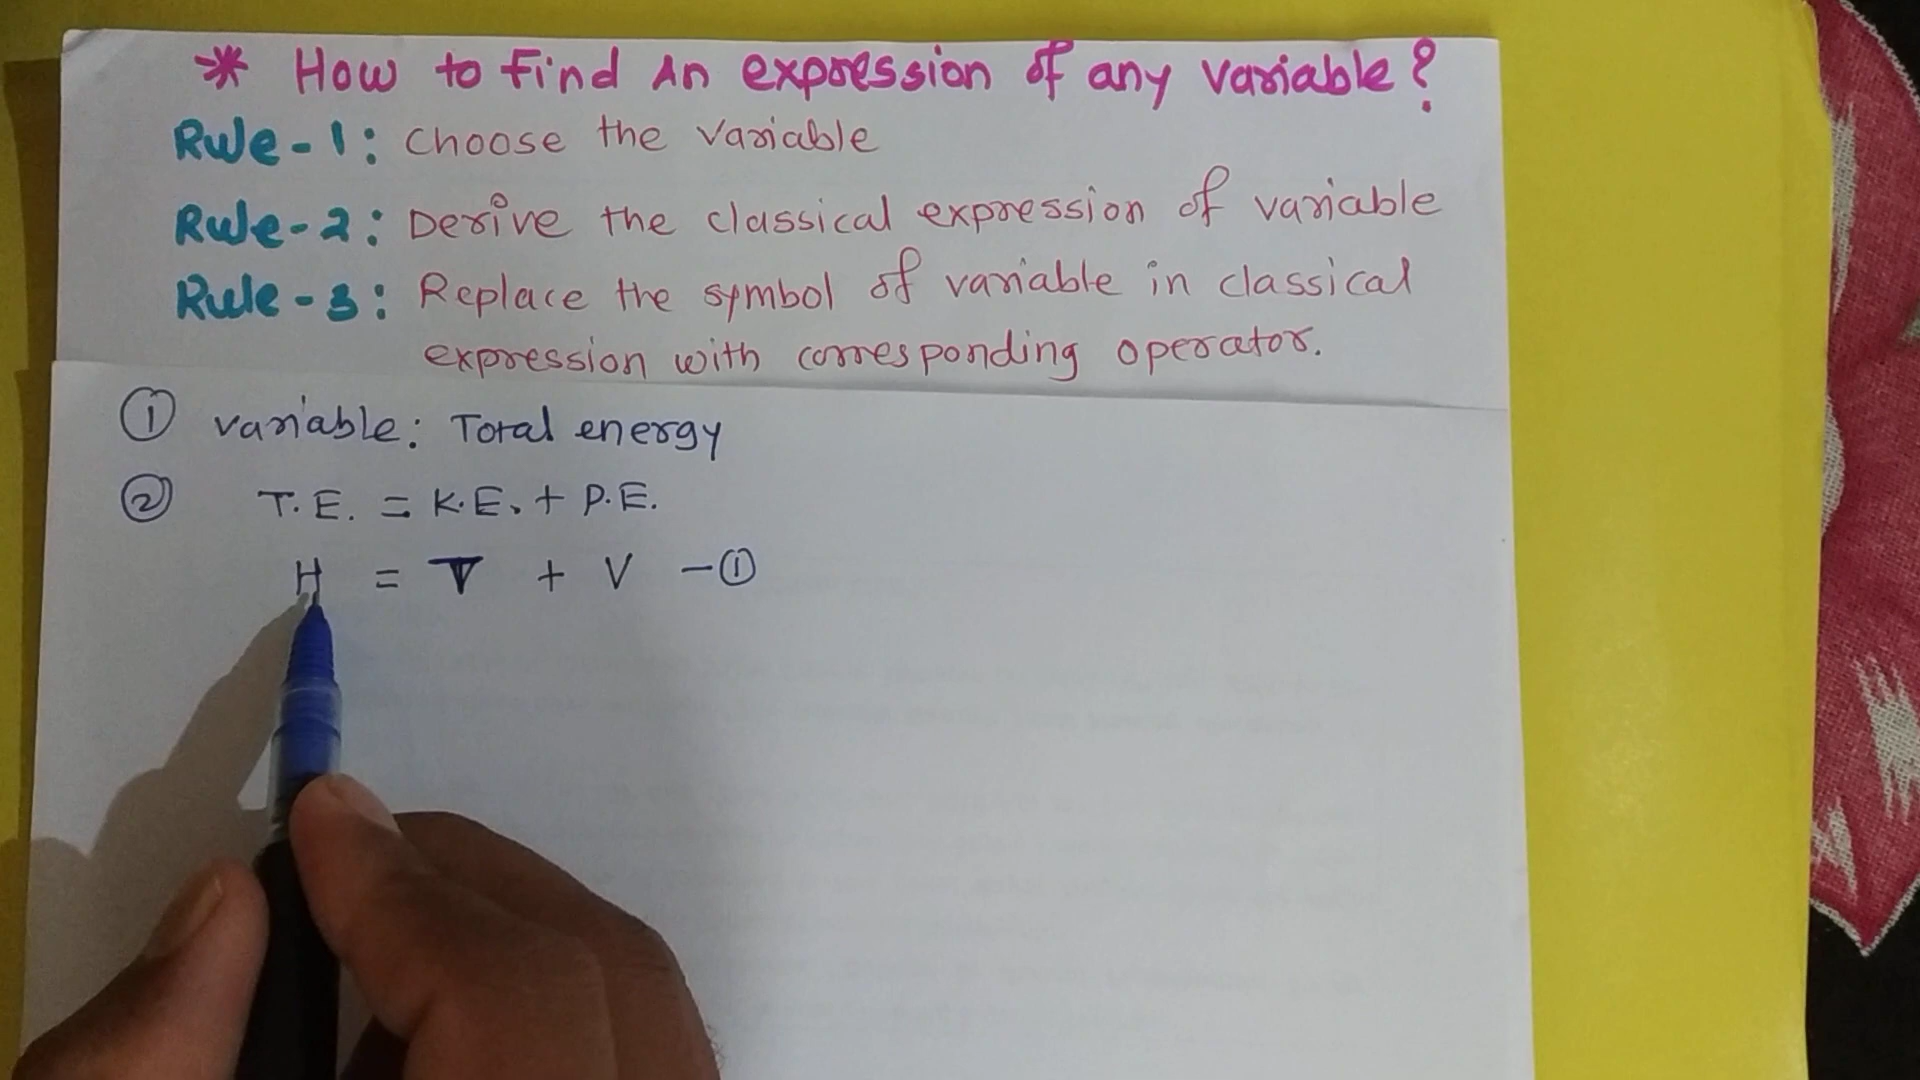 * How to Find An expression of any variable?
Rule-1: Choose the variable
Rule-2: Derive the classical expression of variable
Rule-3: Replace the symbol of variable in classical
expression with corresponding operator.
① variable: Total energy
② T.E. = K.E. + P.E.
H = T + V -①